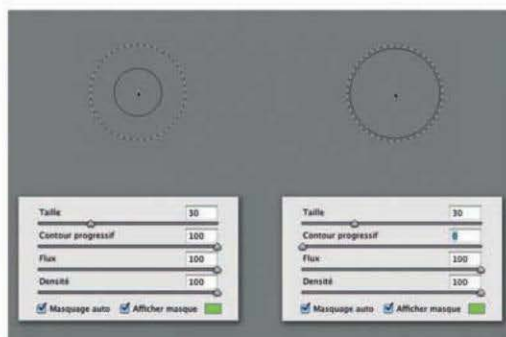 Taille 30
Contour progressif 100
Flux 100
Densité 100
Masquage auto Afficher masque
Taille 30
Contour progressif 0
Flux 100
Densité 100
Masquage auto Afficher masque